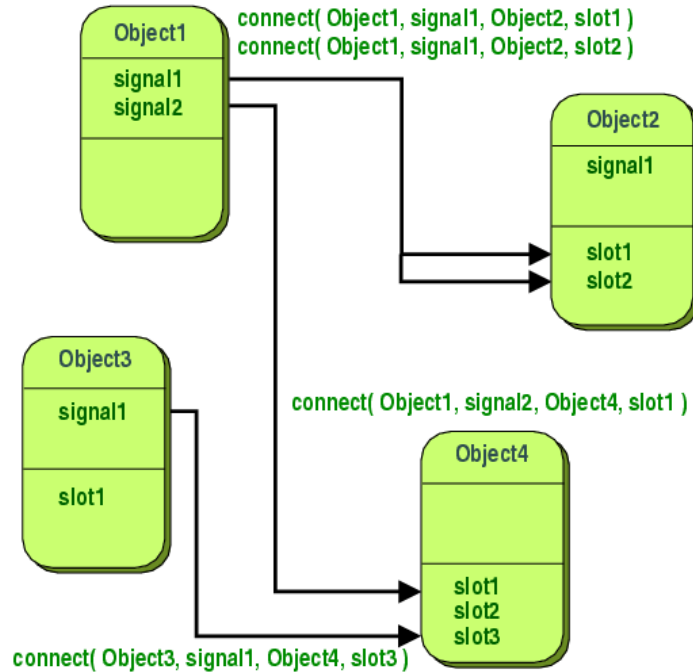 connect( Object1, signal1, Object2, slot1 )
Object1
connect( Object1, signal1, Object2, slot2 )
signal1
signal2
Object2
signal1
slot1
slot2
Object3
signal1
slot1
connect( Object1, signal2, Object4, slot1 )
Object4
slot1
slot2
slot3
connect( Object3, signal1, Object4, slot3 )